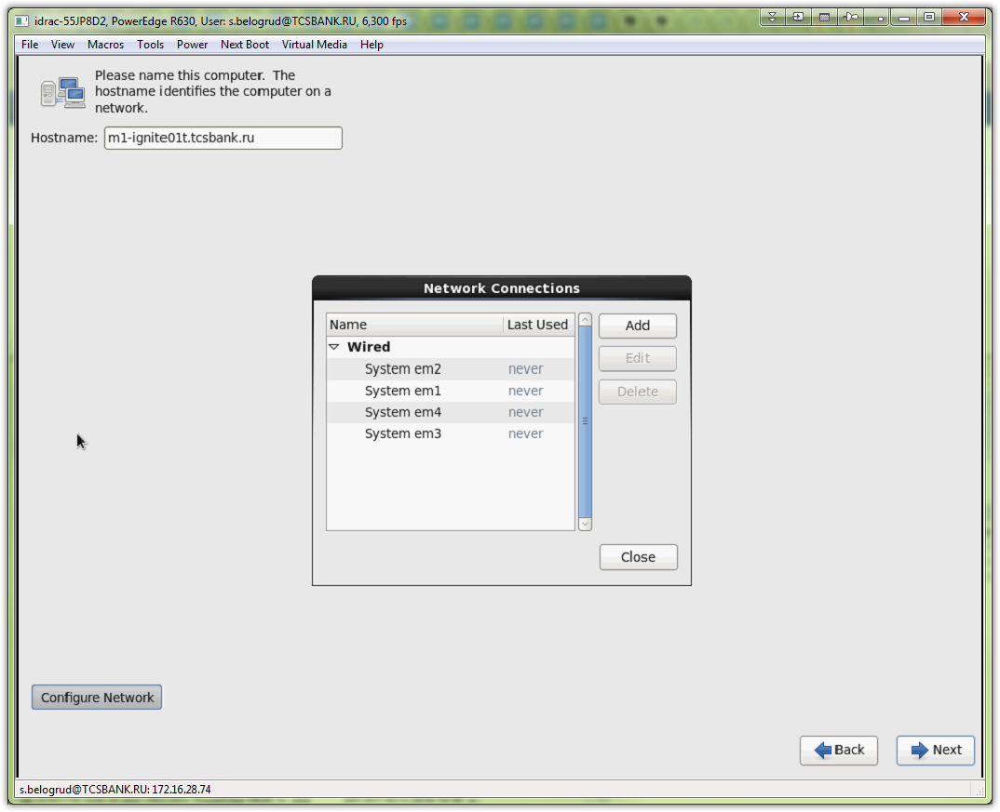 idrac-55JP8D2, PowerEdge R630, User: s.belogrud@TCSBANK.RU, 6,300 fps
File View Macros Tools Power Next Boot Virtual Media Help
Please name this computer. The
hostname identifies the computer on a
network.
Hostname: m1-ignite01t.tcsbank.ru
Network Connections
Name Last Used
Add
Wired
Edit
System em2 never
System em1 never
Delete
System em4 never
System em3 never
Close
Configure Network
Back Next
s.belogrud@TCSBANK.RU: 172.16.28.74